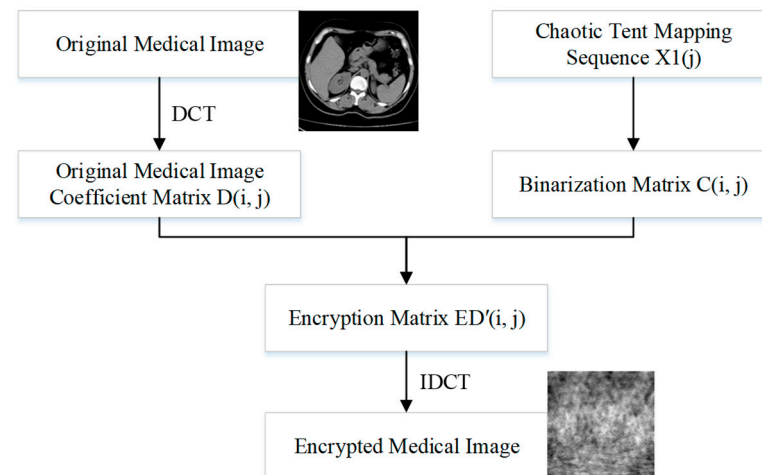 Original Medical Image
Chaotic Tent Mapping
Sequence X1(j)
DCT
Original Medical Image
Coefficient Matrix D(i, j)
Binarization Matrix C(i, j)
Encryption Matrix ED′(i, j)
IDCT
Encrypted Medical Image